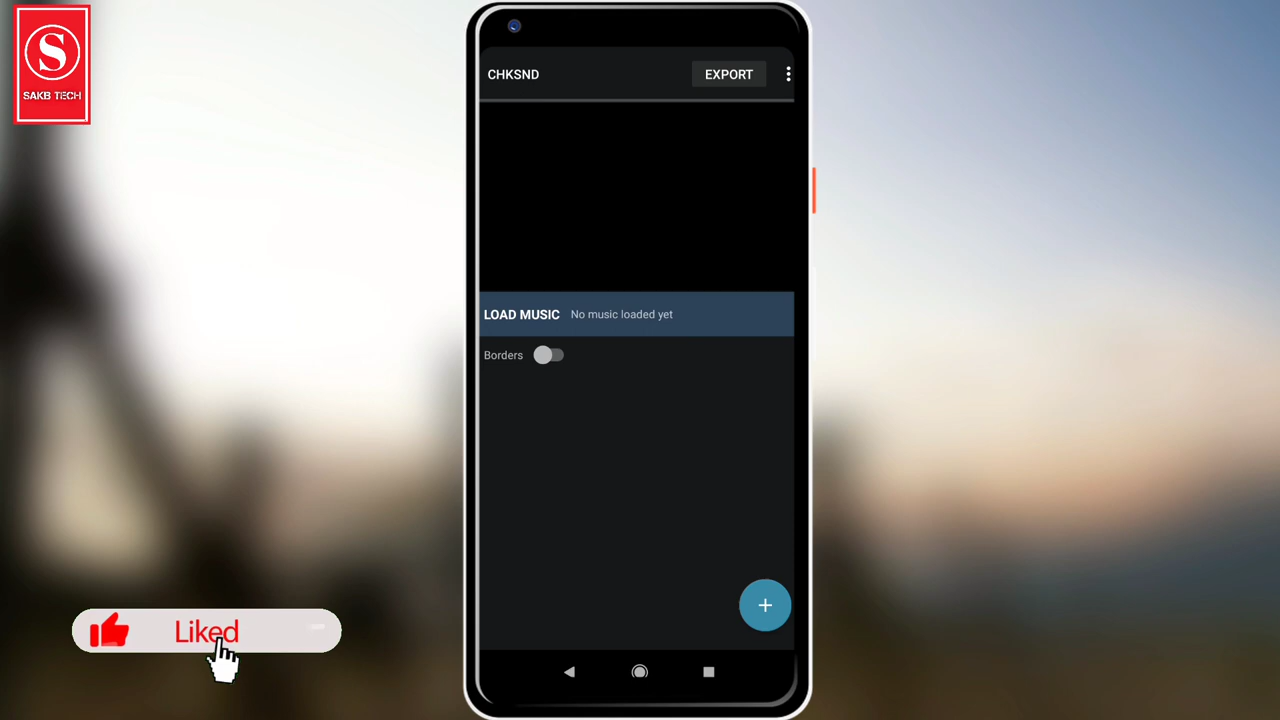 S
SAKB TECH
CHKSND
EXPORT
LOAD MUSIC No music loaded yet
Borders
Liked